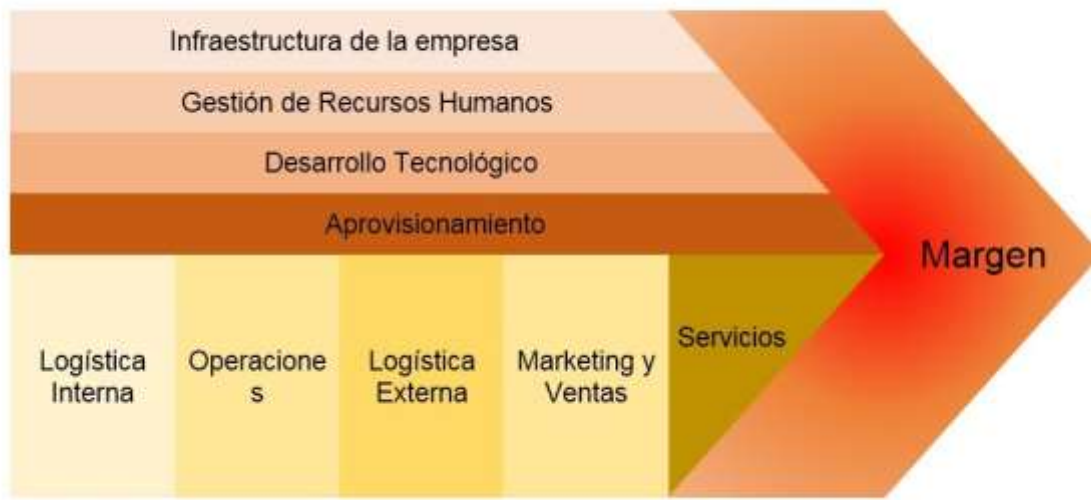 Infraestructura de la empresa
Gestión de Recursos Humanos
Desarrollo Tecnológico
Aprovisionamiento
Margen
Logística
Interna
Operacione
s
Logística
Externa
Marketing y
Ventas
Servicios